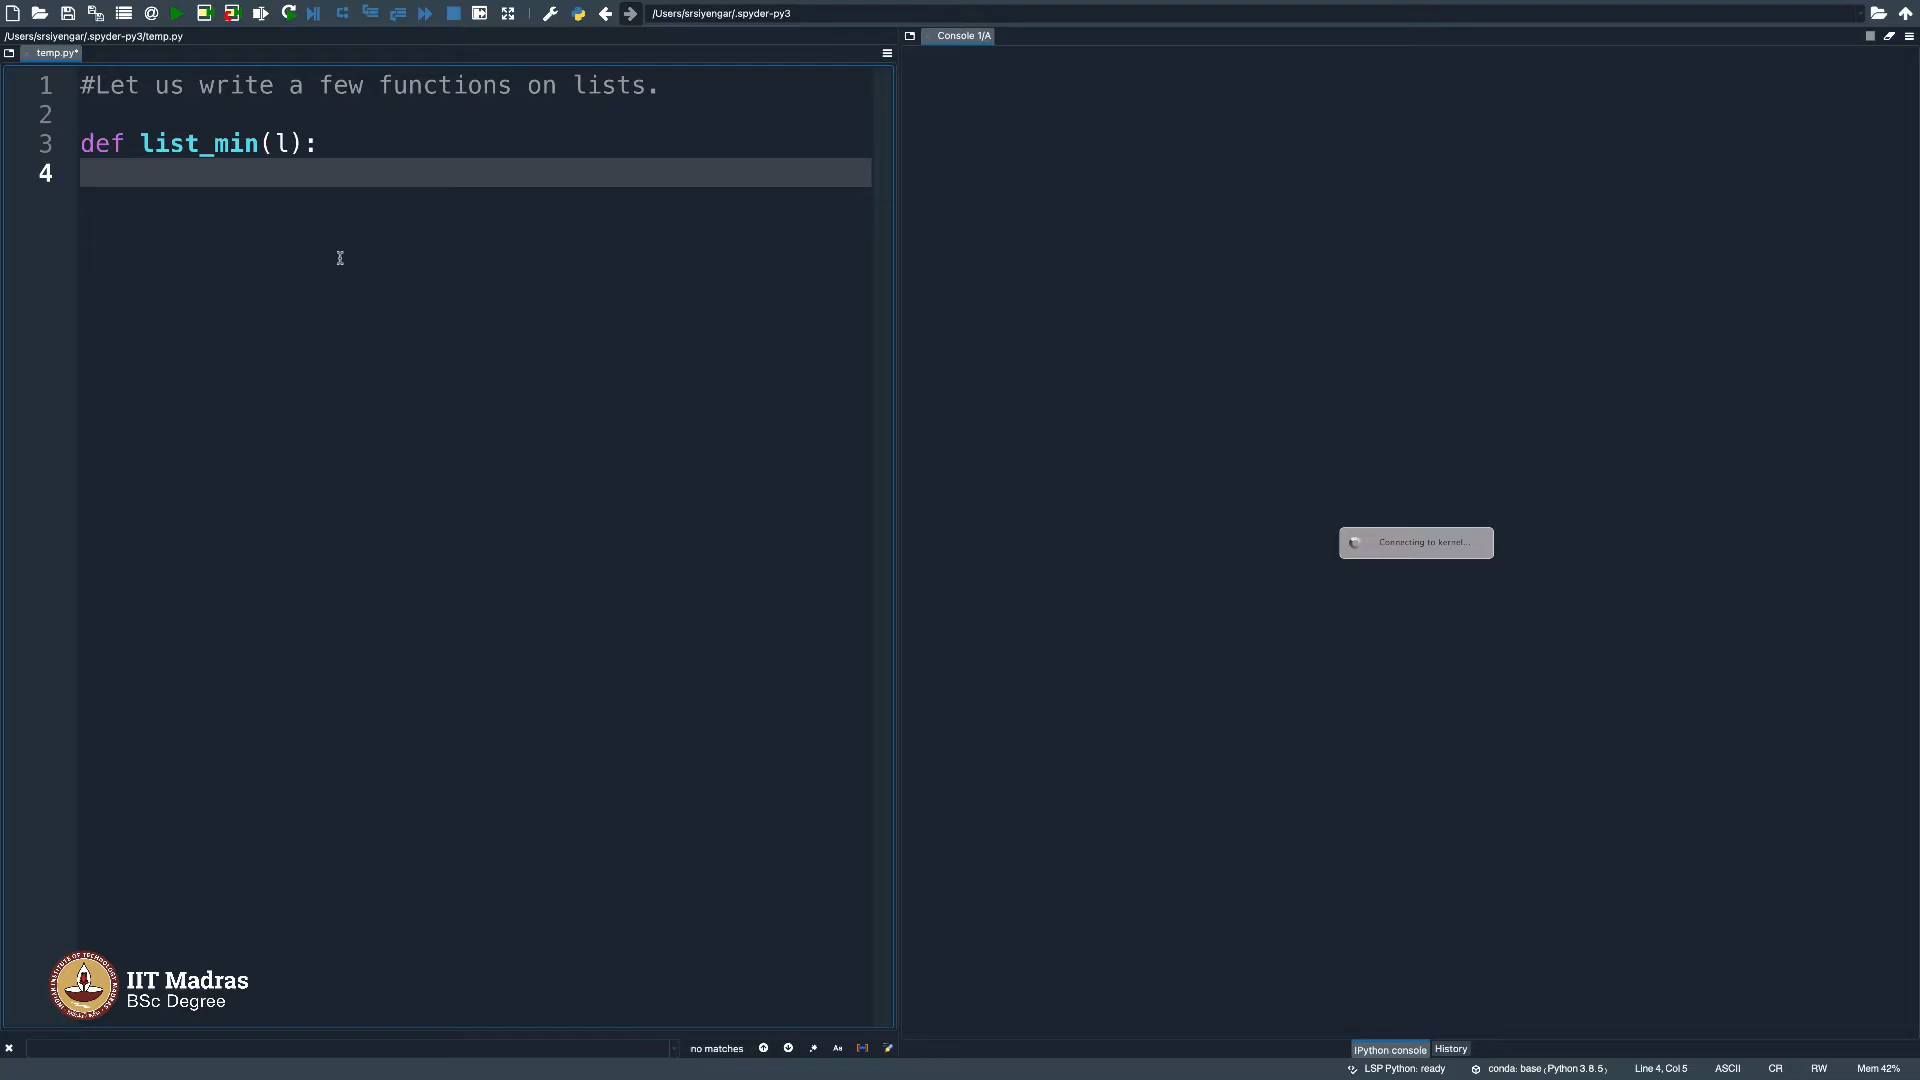 /Users/srsiyengar/.spyder-py3
/Users/srsiyengar/.spyder-py3/temp.py
temp.py*
Console 1/A
1 #Let us write a few functions on lists.
2
3 def list_min(l):
4
Connecting to kernel...
IIT Madras
BSc Degree
no matches
Aa
IPython console
History
LSP Python: ready
conda: base (Python 3.8.5)
Line 4, Col 5
ASCII
CR
RW
Mem 42%